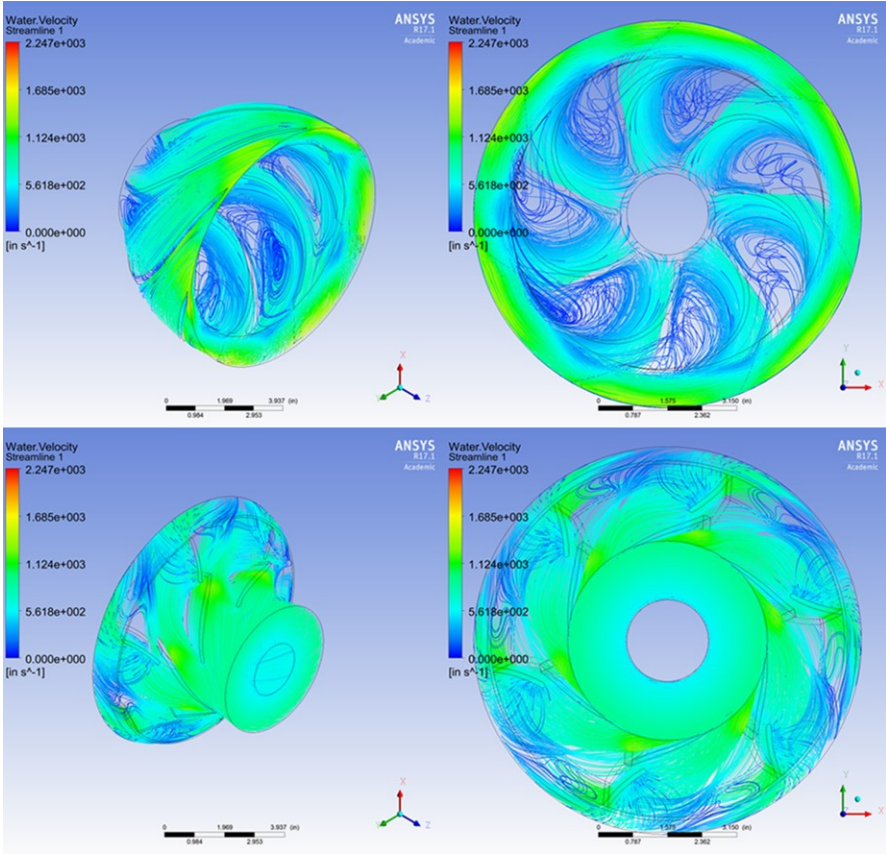 Water.Velocity
Streamline 1
2.247e+003
1.685e+003
1.124e+003
5.618e+002
0.000e+000
[in s^-1]
ANSYS
R17.1
Academic
0 1.969 3.937 (in)
0.984 2.953
X
Y Z
Water.Velocity
Streamline 1
2.247e+003
1.685e+003
1.124e+003
5.618e+002
0.000e+000
[in s^-1]
ANSYS
R17.1
Academic
0 1.575 3.150 (in)
0.787 2.362
Y
Z X
Water.Velocity
Streamline 1
2.247e+003
1.685e+003
1.124e+003
5.618e+002
0.000e+000
[in s^-1]
ANSYS
R17.1
Academic
0 1.969 3.937 (in)
0.984 2.953
X
Y Z
Water.Velocity
Streamline 1
2.247e+003
1.685e+003
1.124e+003
5.618e+002
0.000e+000
[in s^-1]
ANSYS
R17.1
Academic
0 1.575 3.150 (in)
0.787 2.362
Y
Z X